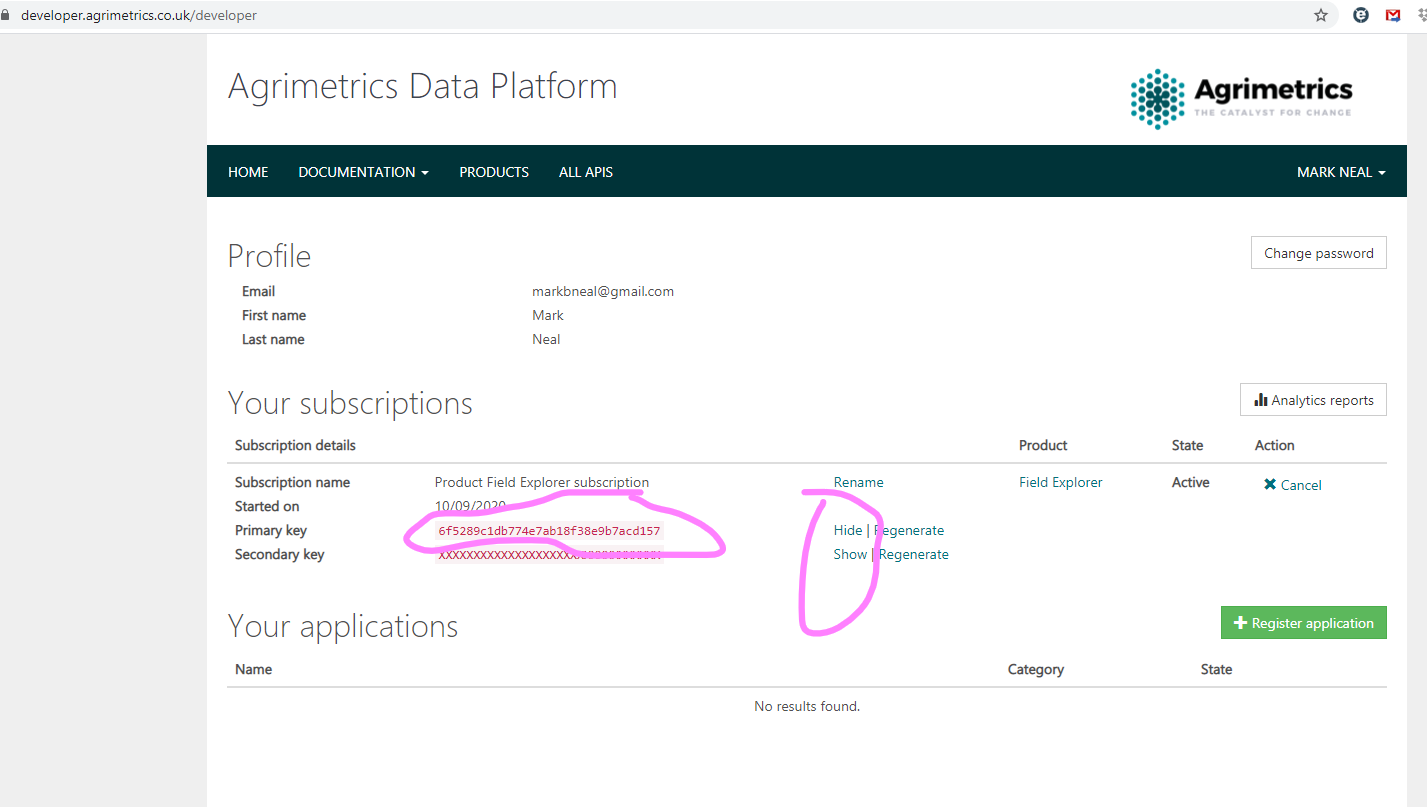 developer.agrimetrics.co.uk/developer
Agrimetrics Data Platform
Agrimetrics
THE CATALYST FOR CHANGE
HOME DOCUMENTATION PRODUCTS ALL APIS MARK NEAL
Profile
Change password
Email markbneal@gmail.com
First name Mark
Last name Neal
Your subscriptions
Analytics reports
Subscription details Product State Action
Subscription name Product Field Explorer subscription Rename Field Explorer Active Cancel
Started on 10/09/2020
Primary key 6f5289c1db774e7ab18f38e9b7acd157 Hide | Regenerate
Secondary key XXXXXXXXXXXXXXXXXXXXXXXXXXXXXXXX Show | Regenerate
Your applications
Register application
Name Category State
No results found.